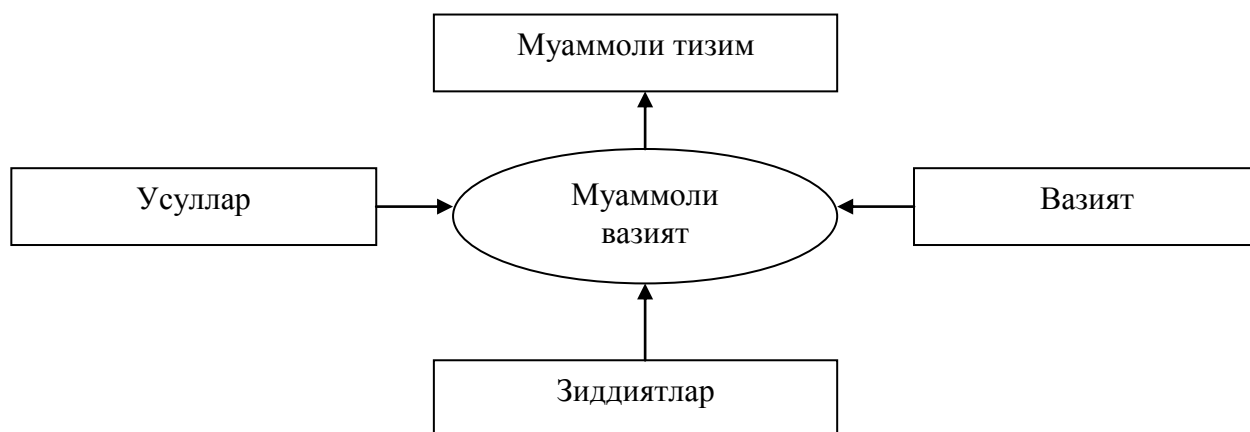 Муаммоли тизим
Усуллар
Муаммоли
вазият
Вазият
Зиддиятлар